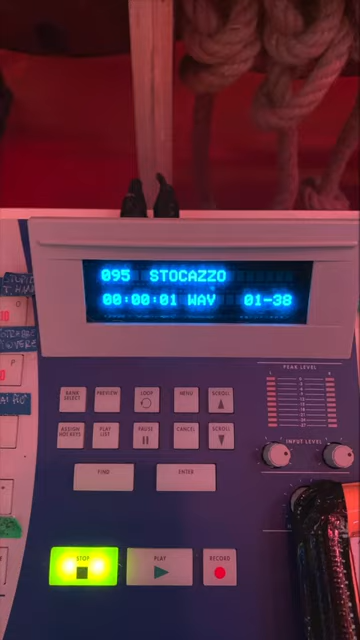 095 STOCAZZO
00:00:01 WAV 01-38
PEAK LEVEL
L R
BANK SELECT
PREVIEW
LOOP
MENU
SCROLL
ASSIGN HOT KEYS
PLAY LIST
PAUSE
CANCEL
SCROLL
INPUT LEVEL
FIND
ENTER
STOP
PLAY
RECORD
O
P